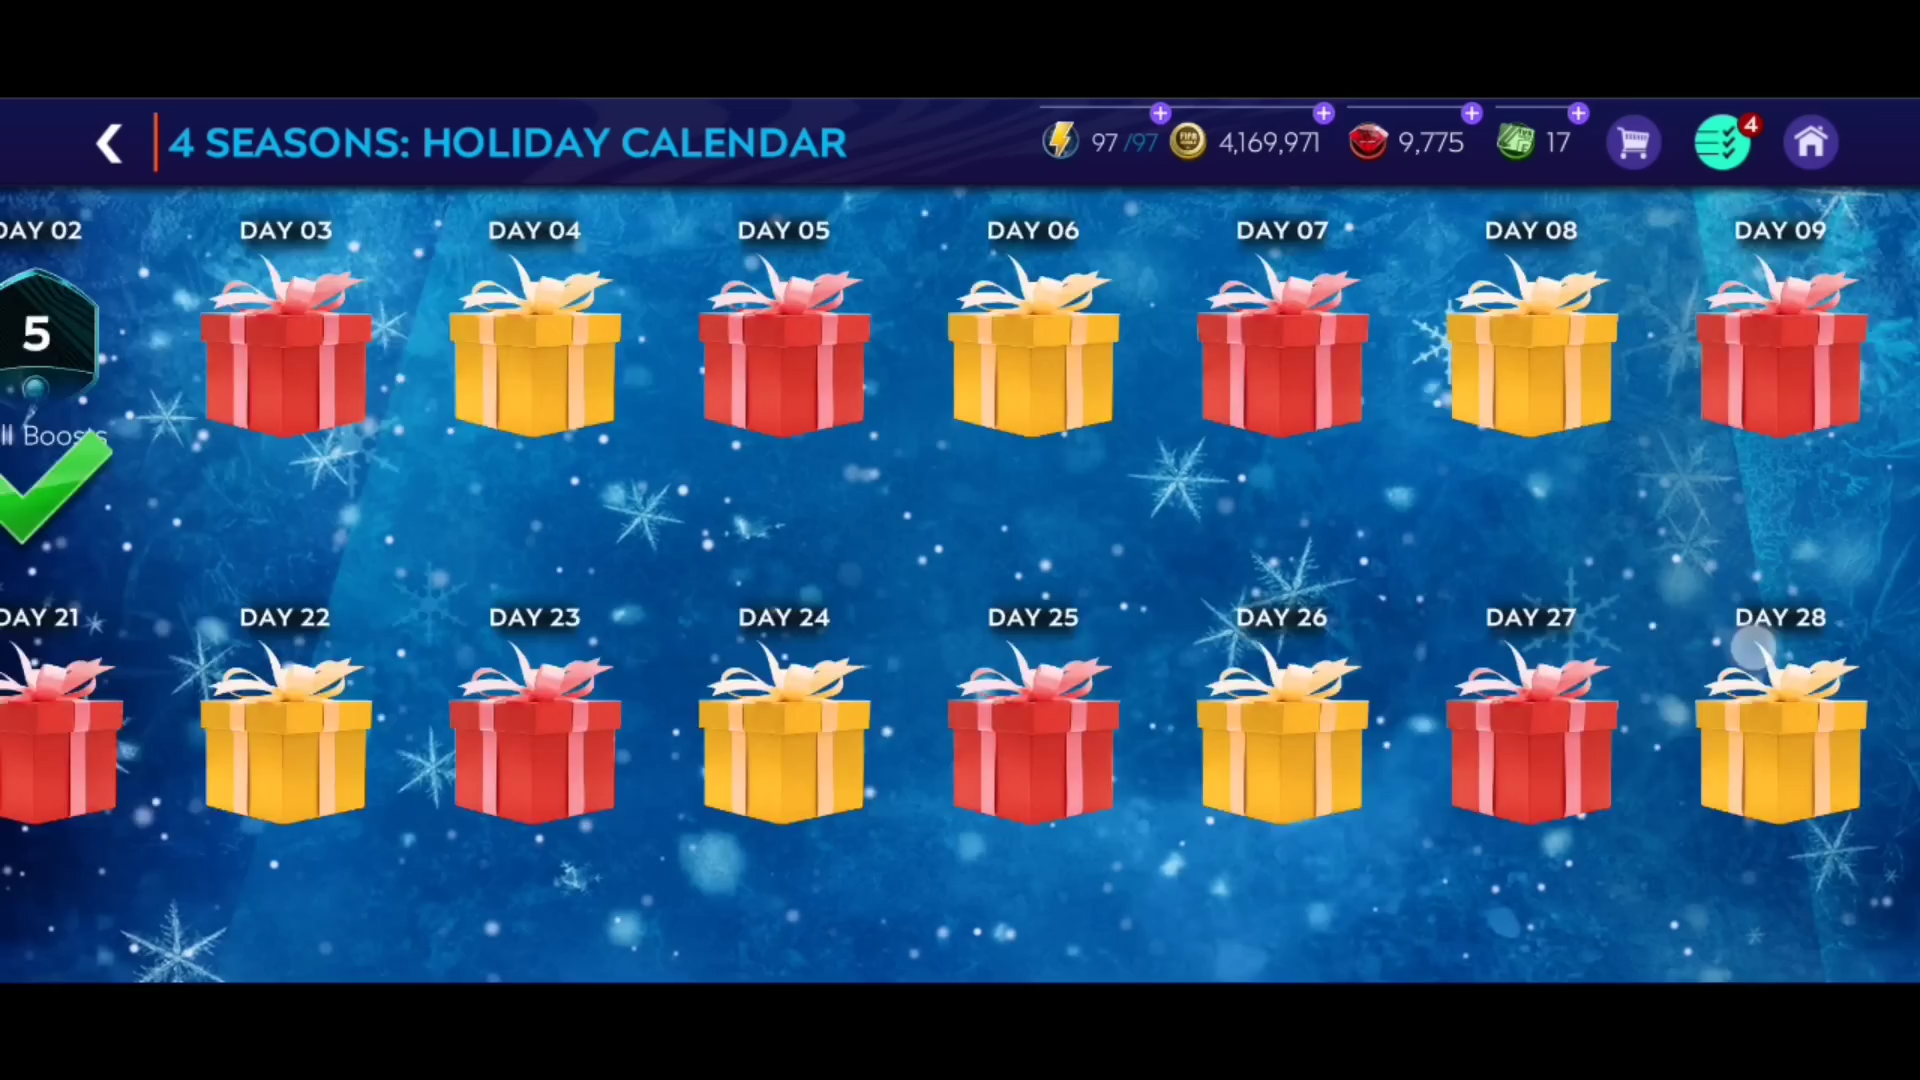 4 SEASONS: HOLIDAY CALENDAR
97/97
4,169,971
9,775
17
4
DAY 02
DAY 03
DAY 04
DAY 05
DAY 06
DAY 07
DAY 08
DAY 09
5
ll Boosts
DAY 21
DAY 22
DAY 23
DAY 24
DAY 25
DAY 26
DAY 27
DAY 28